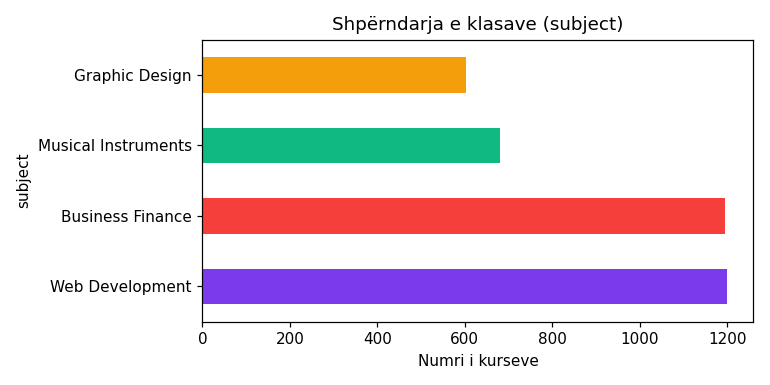 Shpërndarja e klasave (subject)
Graphic Design
Musical Instruments
Business Finance
Web Development
subject
0 200 400 600 800 1000 1200
Numri i kurseve